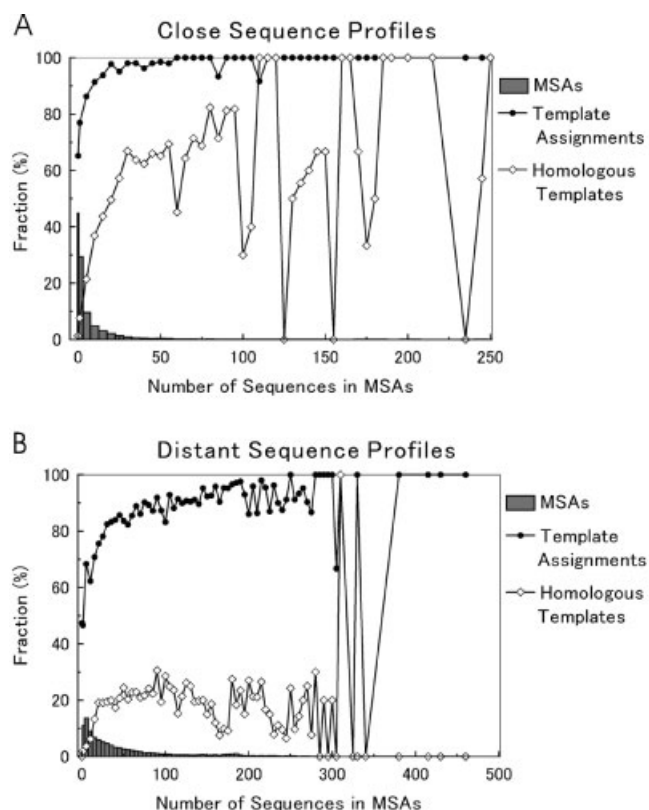 A
Close Sequence Profiles
100
80
60
40
20
0
Fraction (%)
0
50
100
150
200
250
Number of Sequences in MSAs
MSAs
Template
Assignments
Homologous
Templates
B
Distant Sequence Profiles
100
80
60
40
20
0
Fraction (%)
0
100
200
300
400
500
Number of Sequences in MSAs
MSAs
Template
Assignments
Homologous
Templates